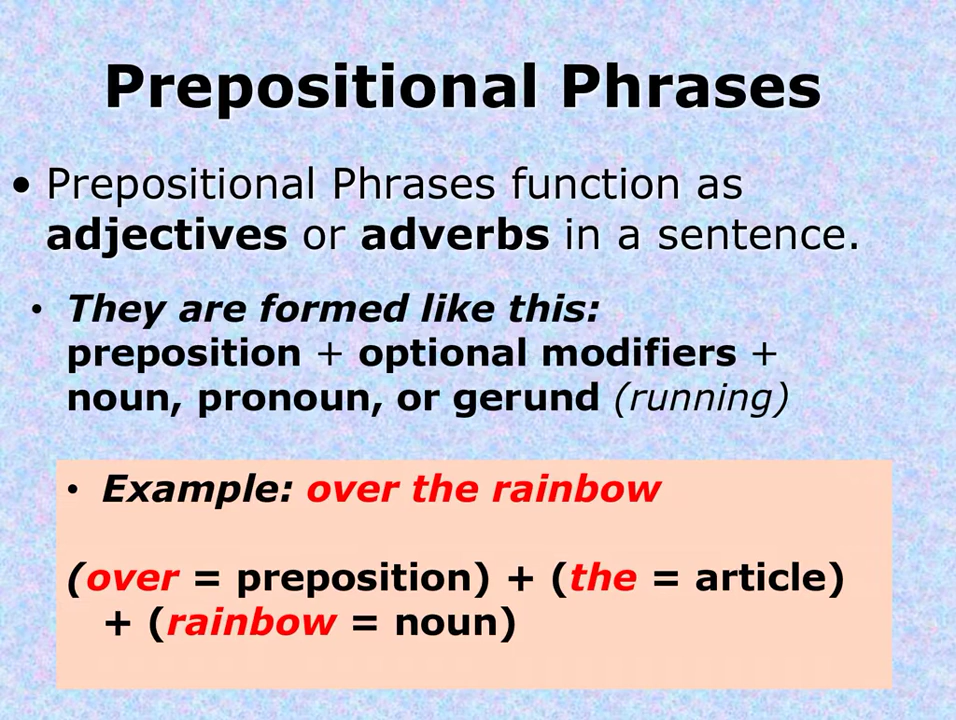 Prepositional Phrases
• Prepositional Phrases function as
adjectives or adverbs in a sentence.
• They are formed like this:
preposition + optional modifiers +
noun, pronoun, or gerund (running)
• Example: over the rainbow
(over = preposition) + (the = article)
+ (rainbow = noun)